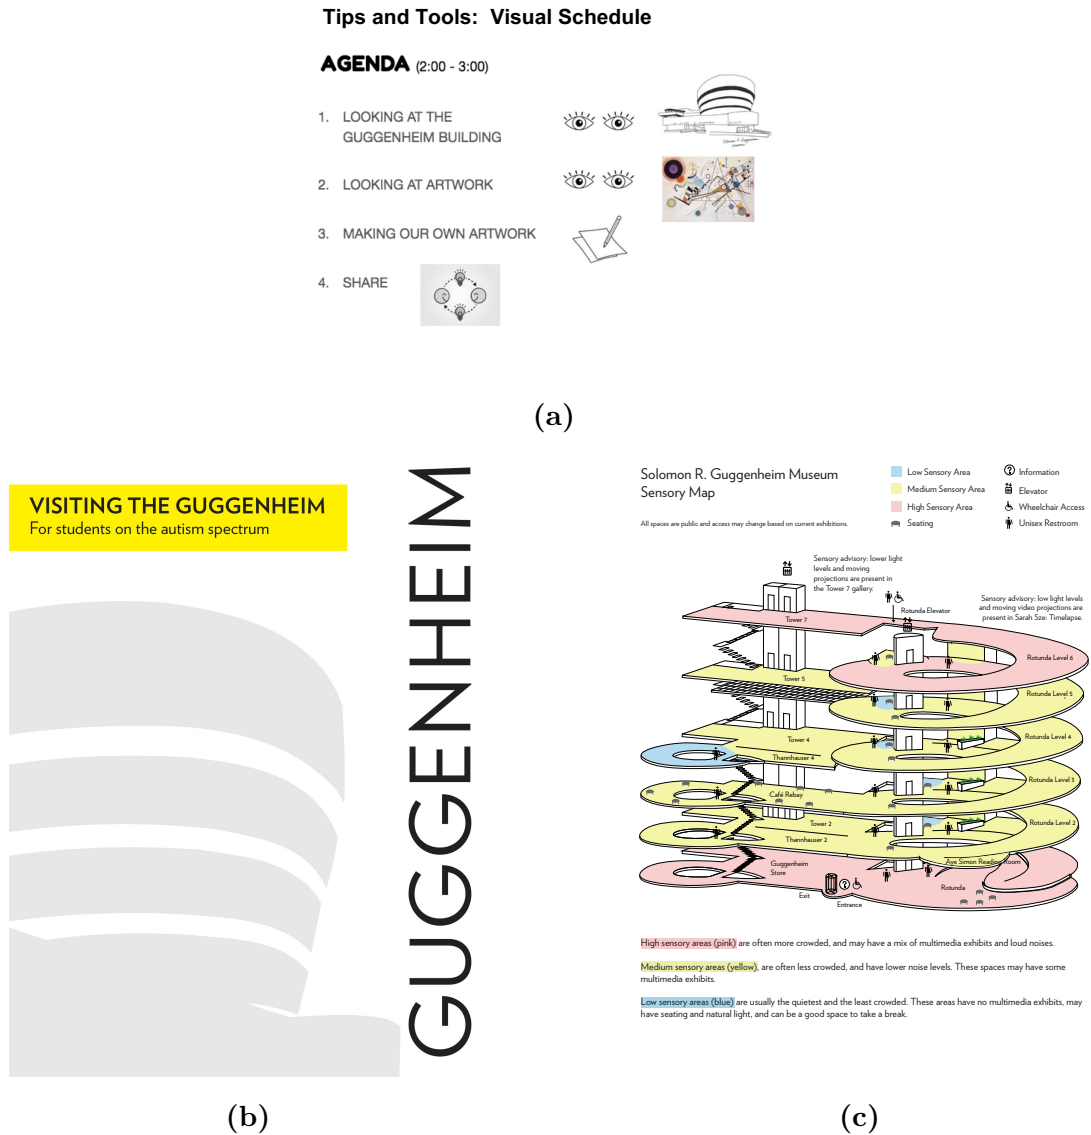 Tips and Tools:  Visual Schedule
AGENDA (2:00 - 3:00)
1. LOOKING AT THE
GUGGENHEIM BUILDING
2. LOOKING AT ARTWORK
3. MAKING OUR OWN ARTWORK
4. SHARE
(a)
VISITING THE GUGGENHEIM
For students on the autism spectrum
GUGGENHEIM
(b)
Solomon R. Guggenheim Museum
Sensory Map
All spaces are public and access may change based on current exhibitions.
Low Sensory Area
Medium Sensory Area
High Sensory Area
Seating
Information
Elevator
Wheelchair Access
Unisex Restroom
Sensory advisory: lower light
levels and moving
projections are present in
the Tower 7 gallery.
Sensory advisory: low light levels
and moving video projections are
present in Sarah Sze: Timelapse.
Rotunda Elevator
Tower 7
Rotunda Level 6
Tower 5
Rotunda Level 5
Tower 4
Rotunda Level 4
Thannhauser 4
Rotunda Level 3
Café Rebay
Tower 2
Rotunda Level 2
Thannhauser 2
Aye Simon Reading Room
Guggenheim
Store
Rotunda
Exit
Entrance
High sensory areas (pink) are often more crowded, and may have a mix of multimedia exhibits and loud noises.
Medium sensory areas (yellow), are often less crowded, and have lower noise levels. These spaces may have some
multimedia exhibits.
Low sensory areas (blue) are usually the quietest and the least crowded. These areas have no multimedia exhibits, may
have seating and natural light, and can be a good space to take a break.
(c)